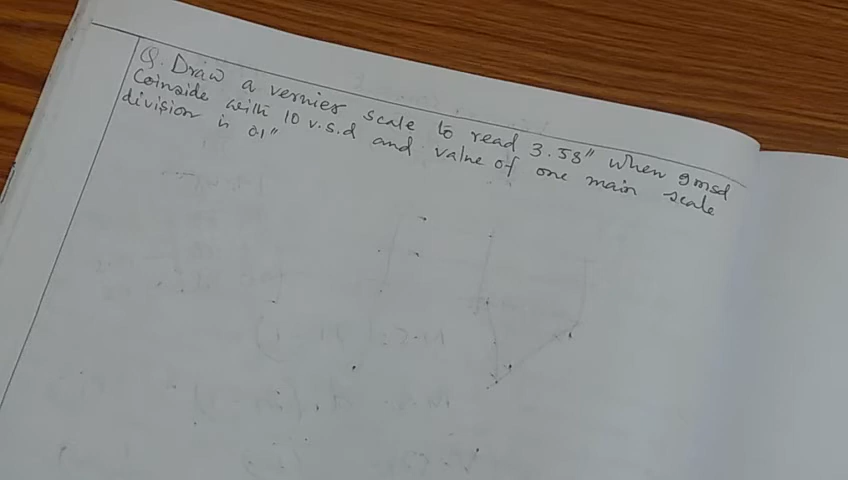 Q. Draw a vernier scale to read 3.58" when 9 msd
Coinside with 10 v.s.d and value of one main scale
division is 0.1"